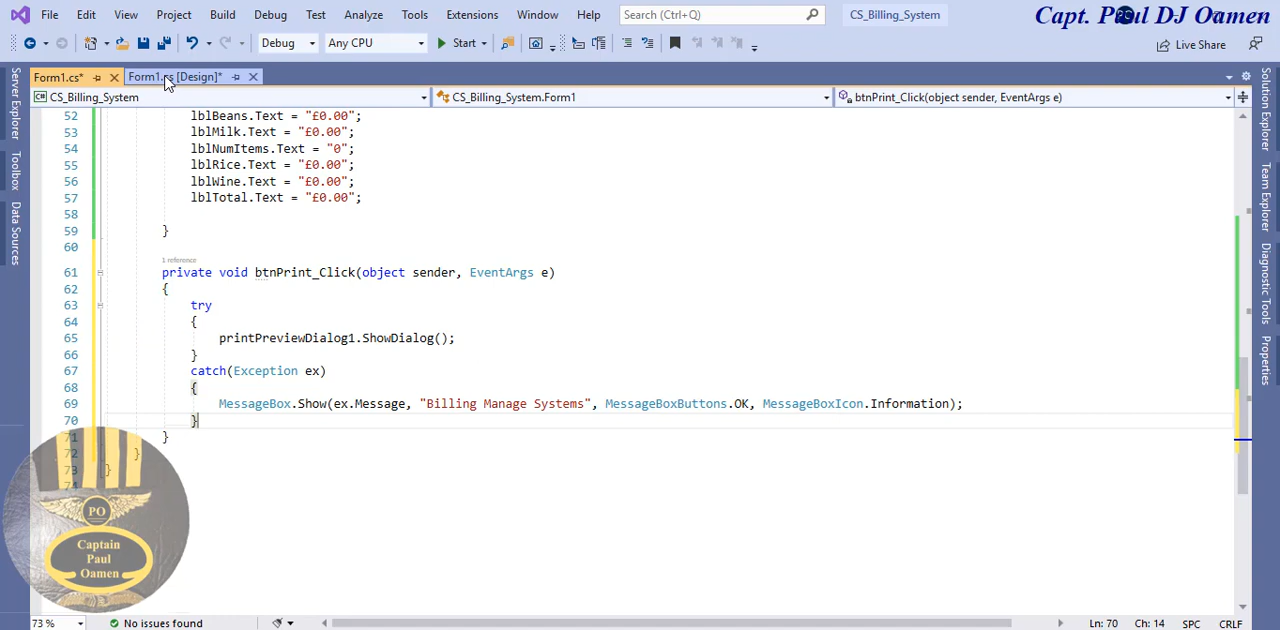 File Edit View Project Build Debug Test Analyze Tools Extensions Window Help Search (Ctrl+Q) CS_Billing_System
Capt. Paul DJ Oamen
Debug Any CPU Start Live Share
Form1.cs* Form1.cs [Design]*
CS_Billing_System CS_Billing_System.Form1 btnPrint_Click(object sender, EventArgs e)
Server Explorer
Toolbox
Data Sources
Solution Explorer
Team Explorer
Diagnostic Tools
Properties
52 lblBeans.Text = "£0.00";
53 lblMilk.Text = "£0.00";
54 lblNumItems.Text = "0";
55 lblRice.Text = "£0.00";
56 lblWine.Text = "£0.00";
57 lblTotal.Text = "£0.00";
58
59 }
60
1 reference
61 private void btnPrint_Click(object sender, EventArgs e)
62 {
63 try
64 {
65 printPreviewDialog1.ShowDialog();
66 }
67 catch(Exception ex)
68 {
69 MessageBox.Show(ex.Message, "Billing Manage Systems", MessageBoxButtons.OK, MessageBoxIcon.Information);
70 }
71 }
72 }
73 }
74
PO
Captain
Paul
Oamen
73 % No issues found Ln: 70 Ch: 14 SPC CRLF